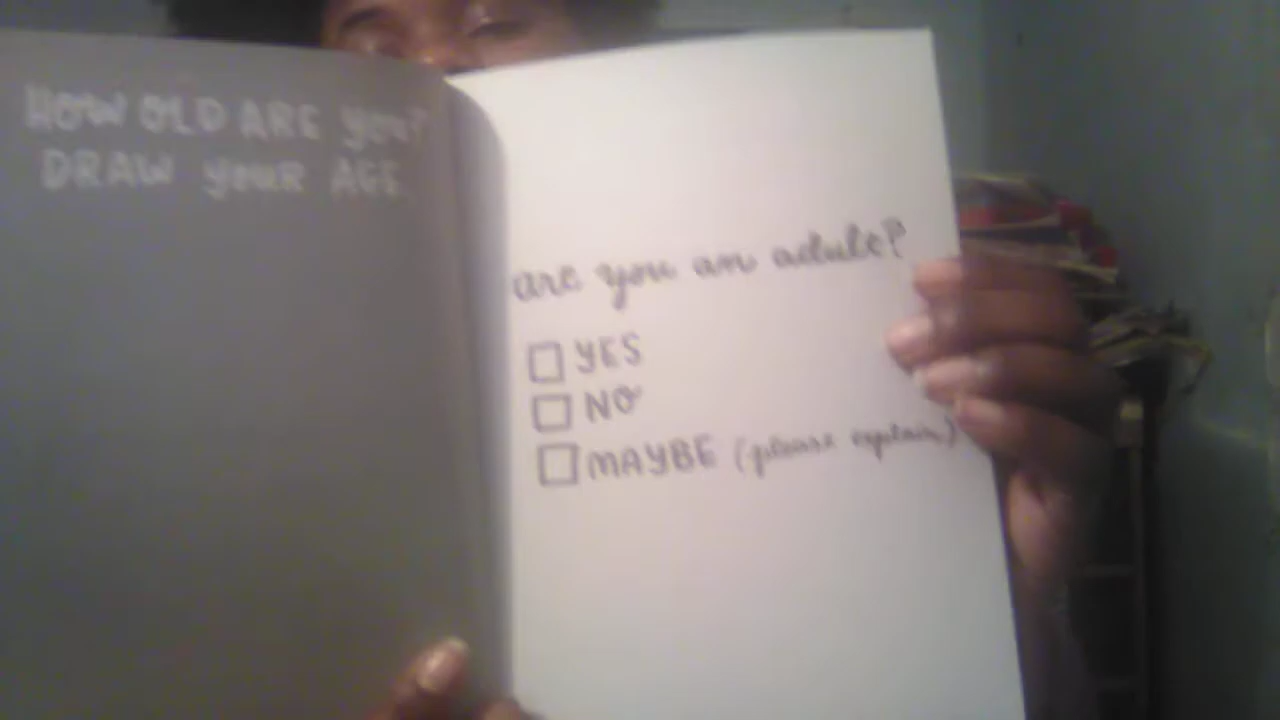 HOW OLD ARE you?
DRAW your AGE.
are you an adult?
YES
NO
MAYBE (please explain)